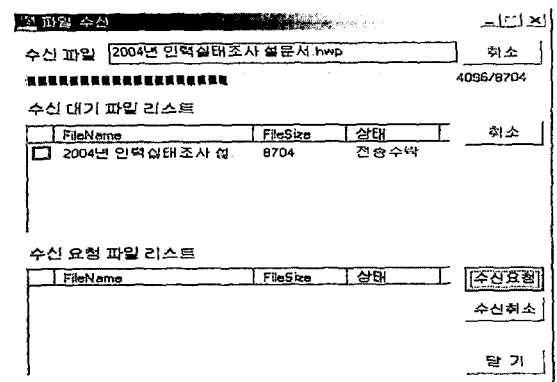 파일 수신
수신 파일 2004년 인력실태조사 설문서.hwp 취소
4096/8704
수신 대기 파일 리스트
FileName FileSize 상태 취소
2004년 인력실태조사 설. 8704 전송수락
수신 요청 파일 리스트
FileName FileSize 상태 수신요청
수신취소
닫 기